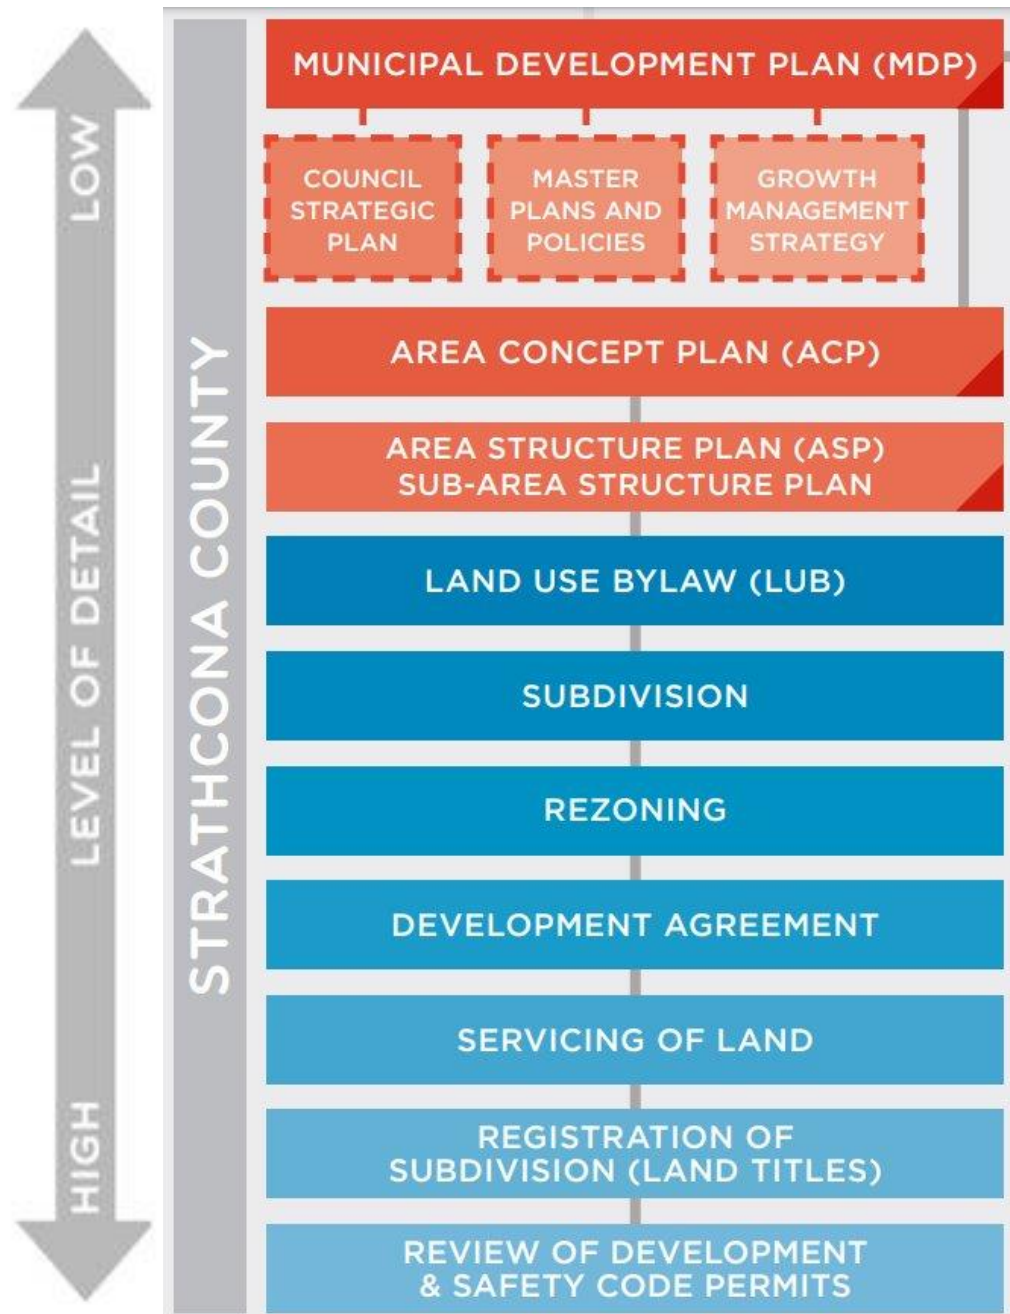 LOW
LEVEL OF DETAIL
HIGH
STRATHCONA COUNTY
MUNICIPAL DEVELOPMENT PLAN (MDP)
COUNCIL
STRATEGIC
PLAN
MASTER
PLANS AND
POLICIES
GROWTH
MANAGEMENT
STRATEGY
AREA CONCEPT PLAN (ACP)
AREA STRUCTURE PLAN (ASP)
SUB-AREA STRUCTURE PLAN
LAND USE BYLAW (LUB)
SUBDIVISION
REZONING
DEVELOPMENT AGREEMENT
SERVICING OF LAND
REGISTRATION OF
SUBDIVISION (LAND TITLES)
REVIEW OF DEVELOPMENT
& SAFETY CODE PERMITS